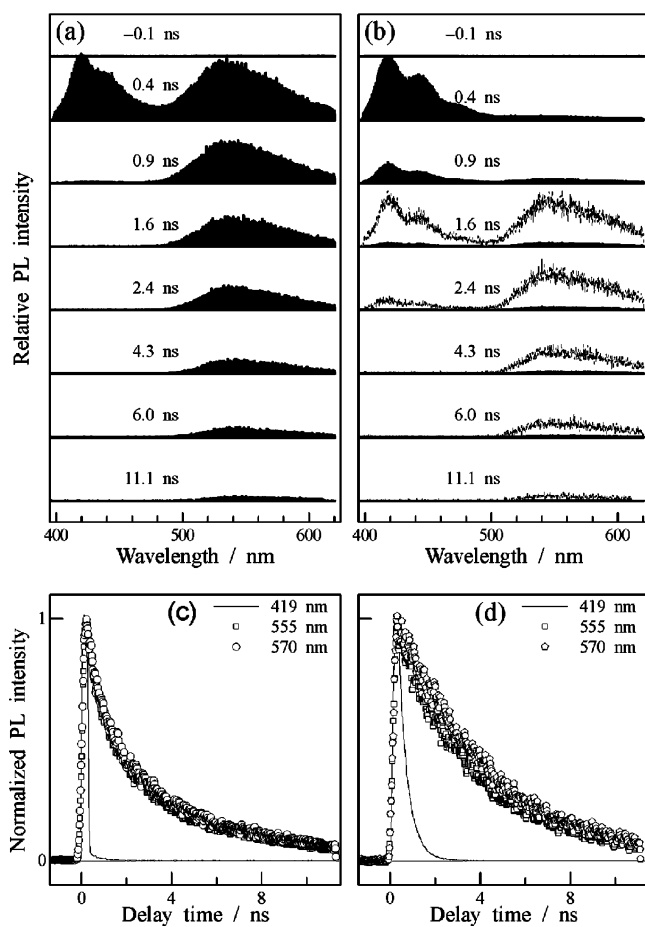 (a)
−0.1 ns
0.4 ns
0.9 ns
1.6 ns
2.4 ns
4.3 ns
6.0 ns
11.1 ns
(b)
−0.1 ns
0.4 ns
0.9 ns
1.6 ns
2.4 ns
4.3 ns
6.0 ns
11.1 ns
Relative PL intensity
400 500 600
400 500 600
Wavelength / nm
Wavelength / nm
(c)
419 nm
555 nm
570 nm
(d)
419 nm
555 nm
570 nm
Normalized PL intensity
1
0
0 4 8
0 4 8
Delay time / ns
Delay time / ns